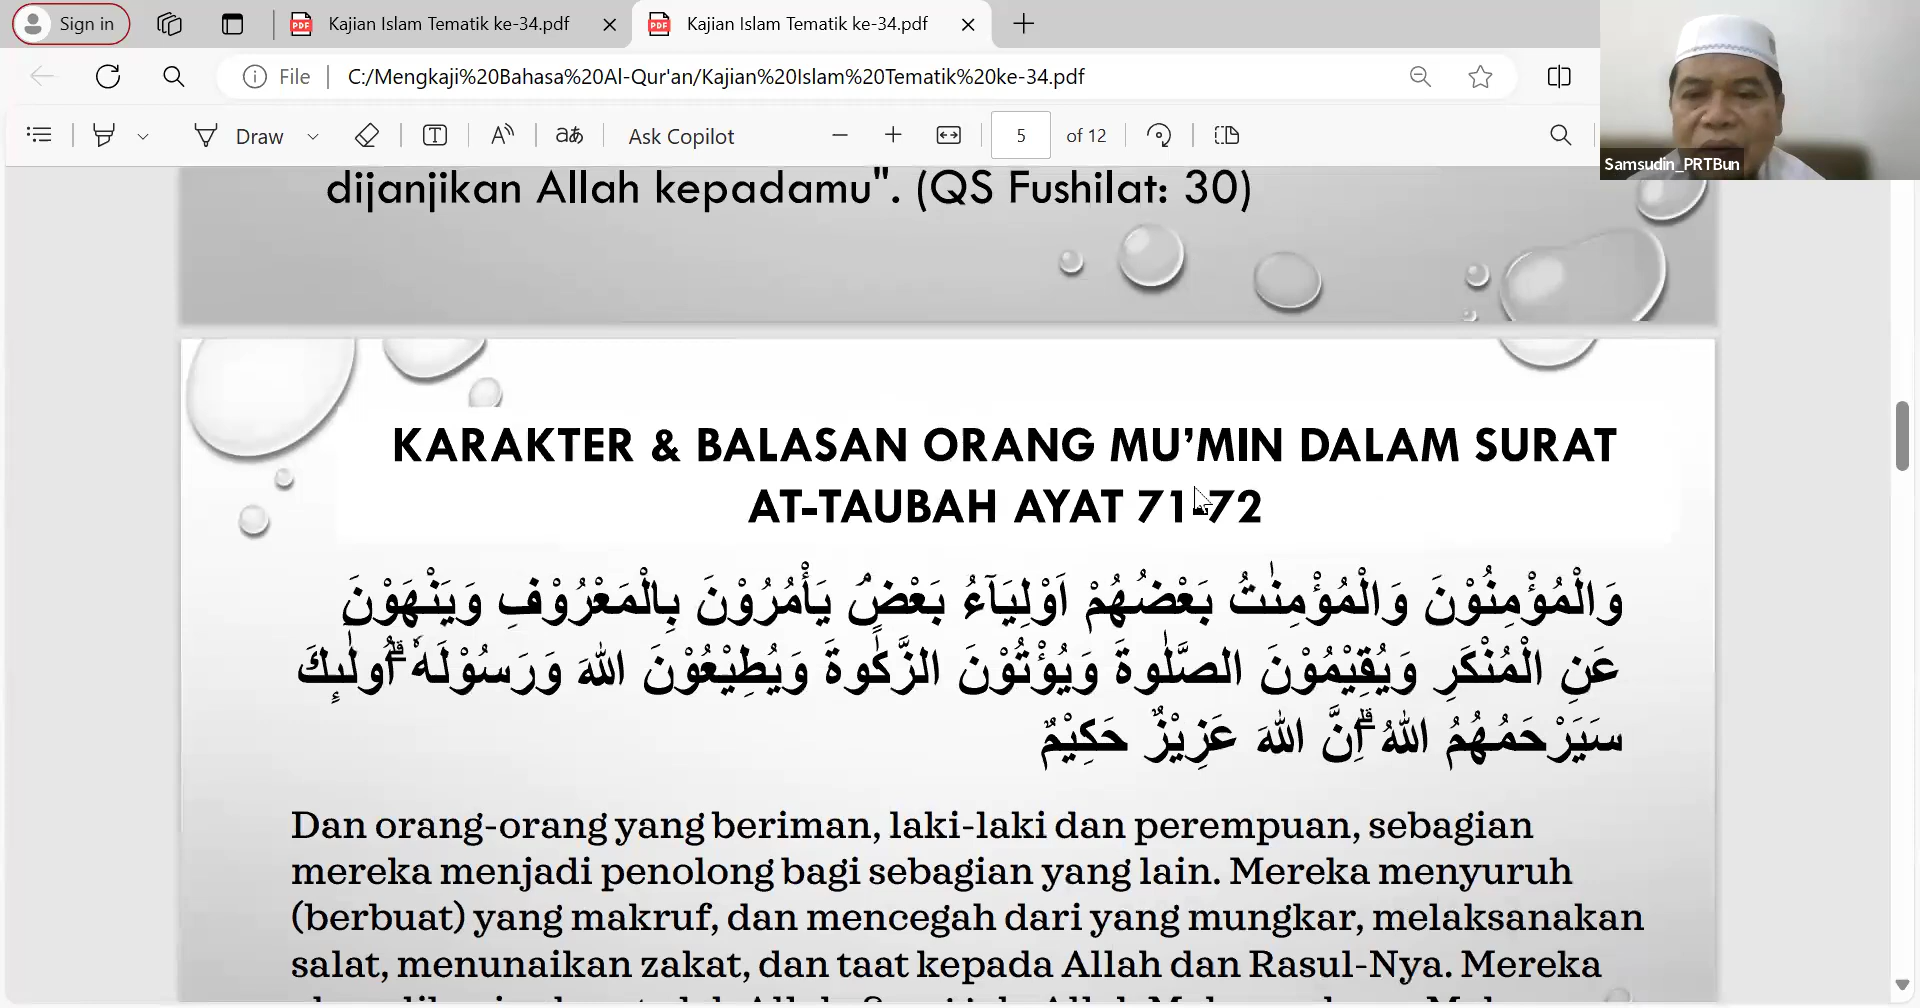 Sign in
Kajian Islam Tematik ke-34.pdf
Kajian Islam Tematik ke-34.pdf
File
C:/Mengkaji%20Bahasa%20Al-Qur'an/Kajian%20Islam%20Tematik%20ke-34.pdf
Draw
Ask Copilot
5
of 12
Samsudin_PRTBun
dijanjikan Allah kepadamu". (QS Fushilat: 30)
KARAKTER & BALASAN ORANG MU’MIN DALAM SURAT
AT-TAUBAH AYAT 71-72
وَالْمُؤْمِنُوْنَ وَالْمُؤْمِنٰتُ بَعْضُهُمْ اَوْلِيَاۤءُ بَعْضٍۘ يَأْمُرُوْنَ بِالْمَعْرُوْفِ وَيَنْهَوْنَ
عَنِ الْمُنْكَرِ وَيُقِيْمُوْنَ الصَّلٰوةَ وَيُؤْتُوْنَ الزَّكٰوةَ وَيُطِيْعُوْنَ اللّٰهَ وَرَسُوْلَهٗ ۗاُولٰۤىِٕكَ
سَيَرْحَمُهُمُ اللّٰهُ ۗاِنَّ اللّٰهَ عَزِيْزٌ حَكِيْمٌ
Dan orang-orang yang beriman, laki-laki dan perempuan, sebagian
mereka menjadi penolong bagi sebagian yang lain. Mereka menyuruh
(berbuat) yang makruf, dan mencegah dari yang mungkar, melaksanakan
salat, menunaikan zakat, dan taat kepada Allah dan Rasul-Nya. Mereka